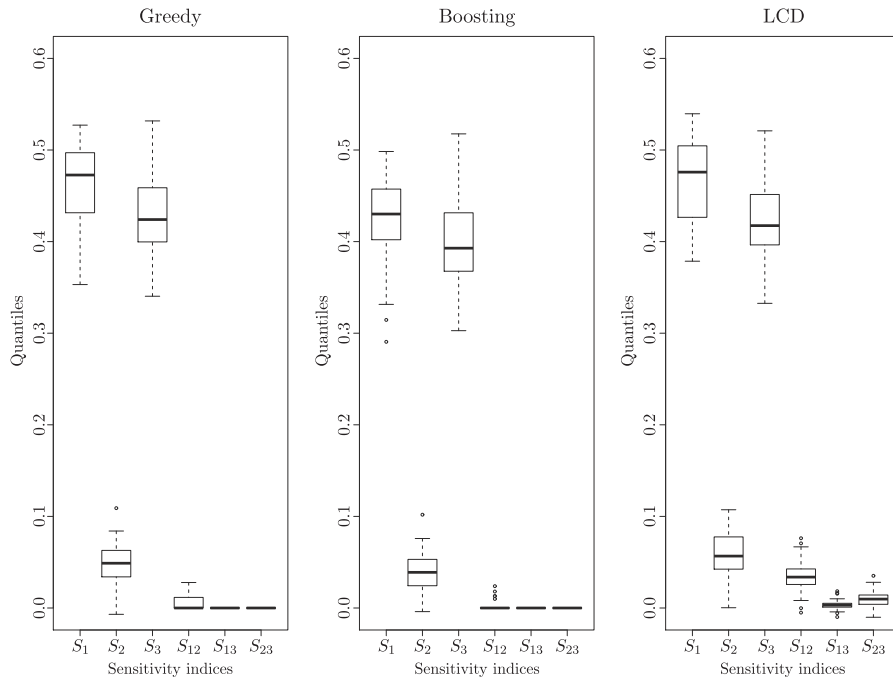 Greedy
Quantiles
0.0 0.1 0.2 0.3 0.4 0.5 0.6
S1 S2 S3 S12 S13 S23
Sensitivity indices
Boosting
Quantiles
0.0 0.1 0.2 0.3 0.4 0.5 0.6
S1 S2 S3 S12 S13 S23
Sensitivity indices
LCD
Quantiles
0.0 0.1 0.2 0.3 0.4 0.5 0.6
S1 S2 S3 S12 S13 S23
Sensitivity indices